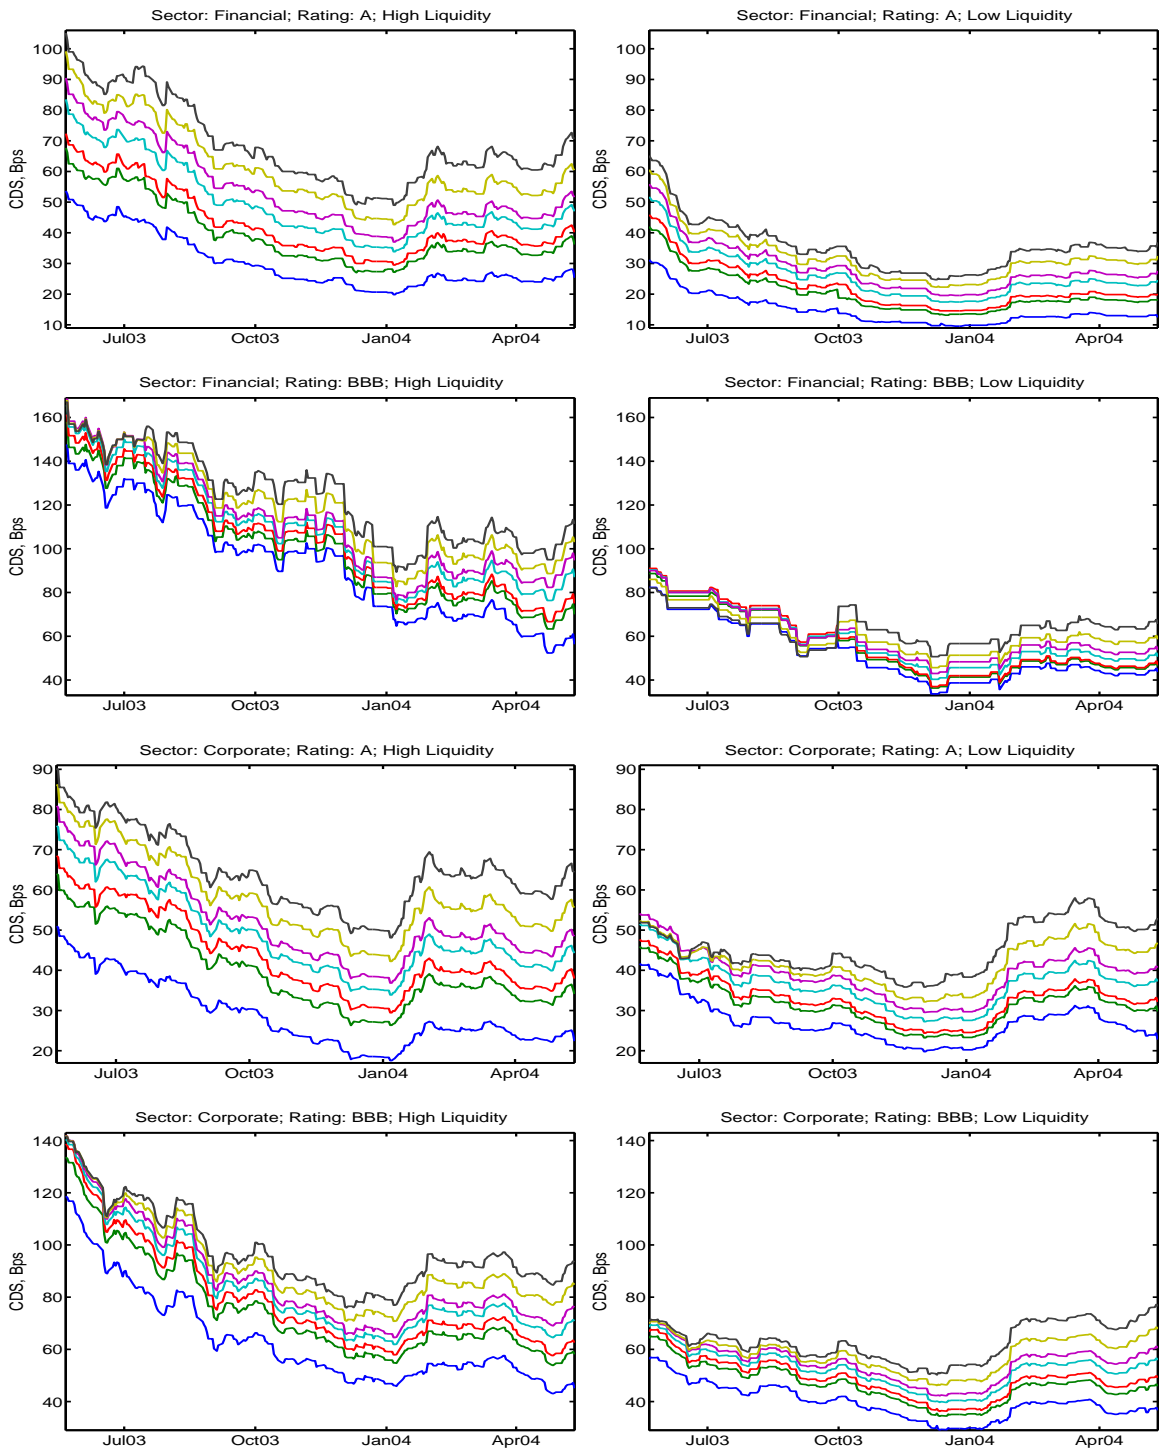 Sector: Financial; Rating: A; High Liquidity
100
90
80
70
60
50
40
30
20
10
CDS, Bps
Jul03 Oct03 Jan04 Apr04
Sector: Financial; Rating: A; Low Liquidity
100
90
80
70
60
50
40
30
20
10
CDS, Bps
Jul03 Oct03 Jan04 Apr04
Sector: Financial; Rating: BBB; High Liquidity
160
140
120
100
80
60
40
CDS, Bps
Jul03 Oct03 Jan04 Apr04
Sector: Financial; Rating: BBB; Low Liquidity
160
140
120
100
80
60
40
CDS, Bps
Jul03 Oct03 Jan04 Apr04
Sector: Corporate; Rating: A; High Liquidity
90
80
70
60
50
40
30
20
CDS, Bps
Jul03 Oct03 Jan04 Apr04
Sector: Corporate; Rating: A; Low Liquidity
90
80
70
60
50
40
30
20
CDS, Bps
Jul03 Oct03 Jan04 Apr04
Sector: Corporate; Rating: BBB; High Liquidity
140
120
100
80
60
40
CDS, Bps
Jul03 Oct03 Jan04 Apr04
Sector: Corporate; Rating: BBB; Low Liquidity
140
120
100
80
60
40
CDS, Bps
Jul03 Oct03 Jan04 Apr04